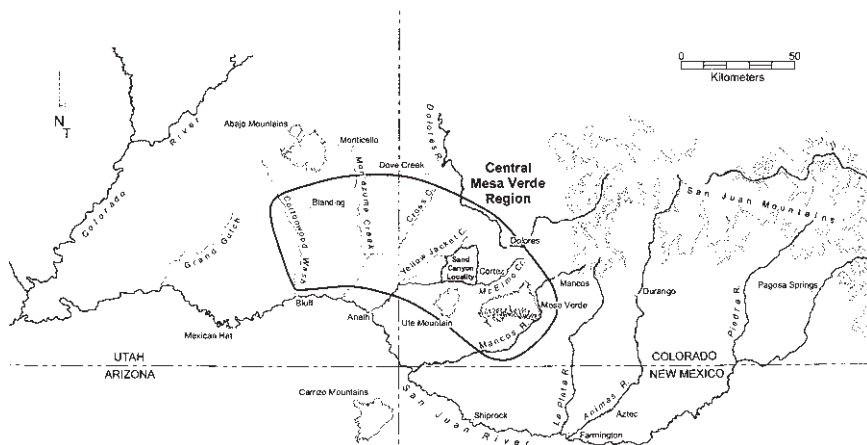 0 50
Kilometers
N
T
Colorado River
Abajo Mountains
Monticello
Dove Creek
Dolores R.
Central
Mesa Verde
Region
San Juan Mountains
Blanding
Montezuma Creek
Cross C.
Cottonwood Wash
Grand Gulch
Yellow Jacket C.
Dolores
Sand
Canyon
Locality
Cortez
McElmo Cr.
Mancos
Durango
Piedra R.
Pagosa Springs
Bluff
Aneth
Ute Mountain
Mesa Verde
Mexican Hat
Mancos R.
UTAH
ARIZONA
COLORADO
NEW MEXICO
Carrizo Mountains
San Juan River
La Plata R.
Animas R.
Shiprock
Aztec
Farmington